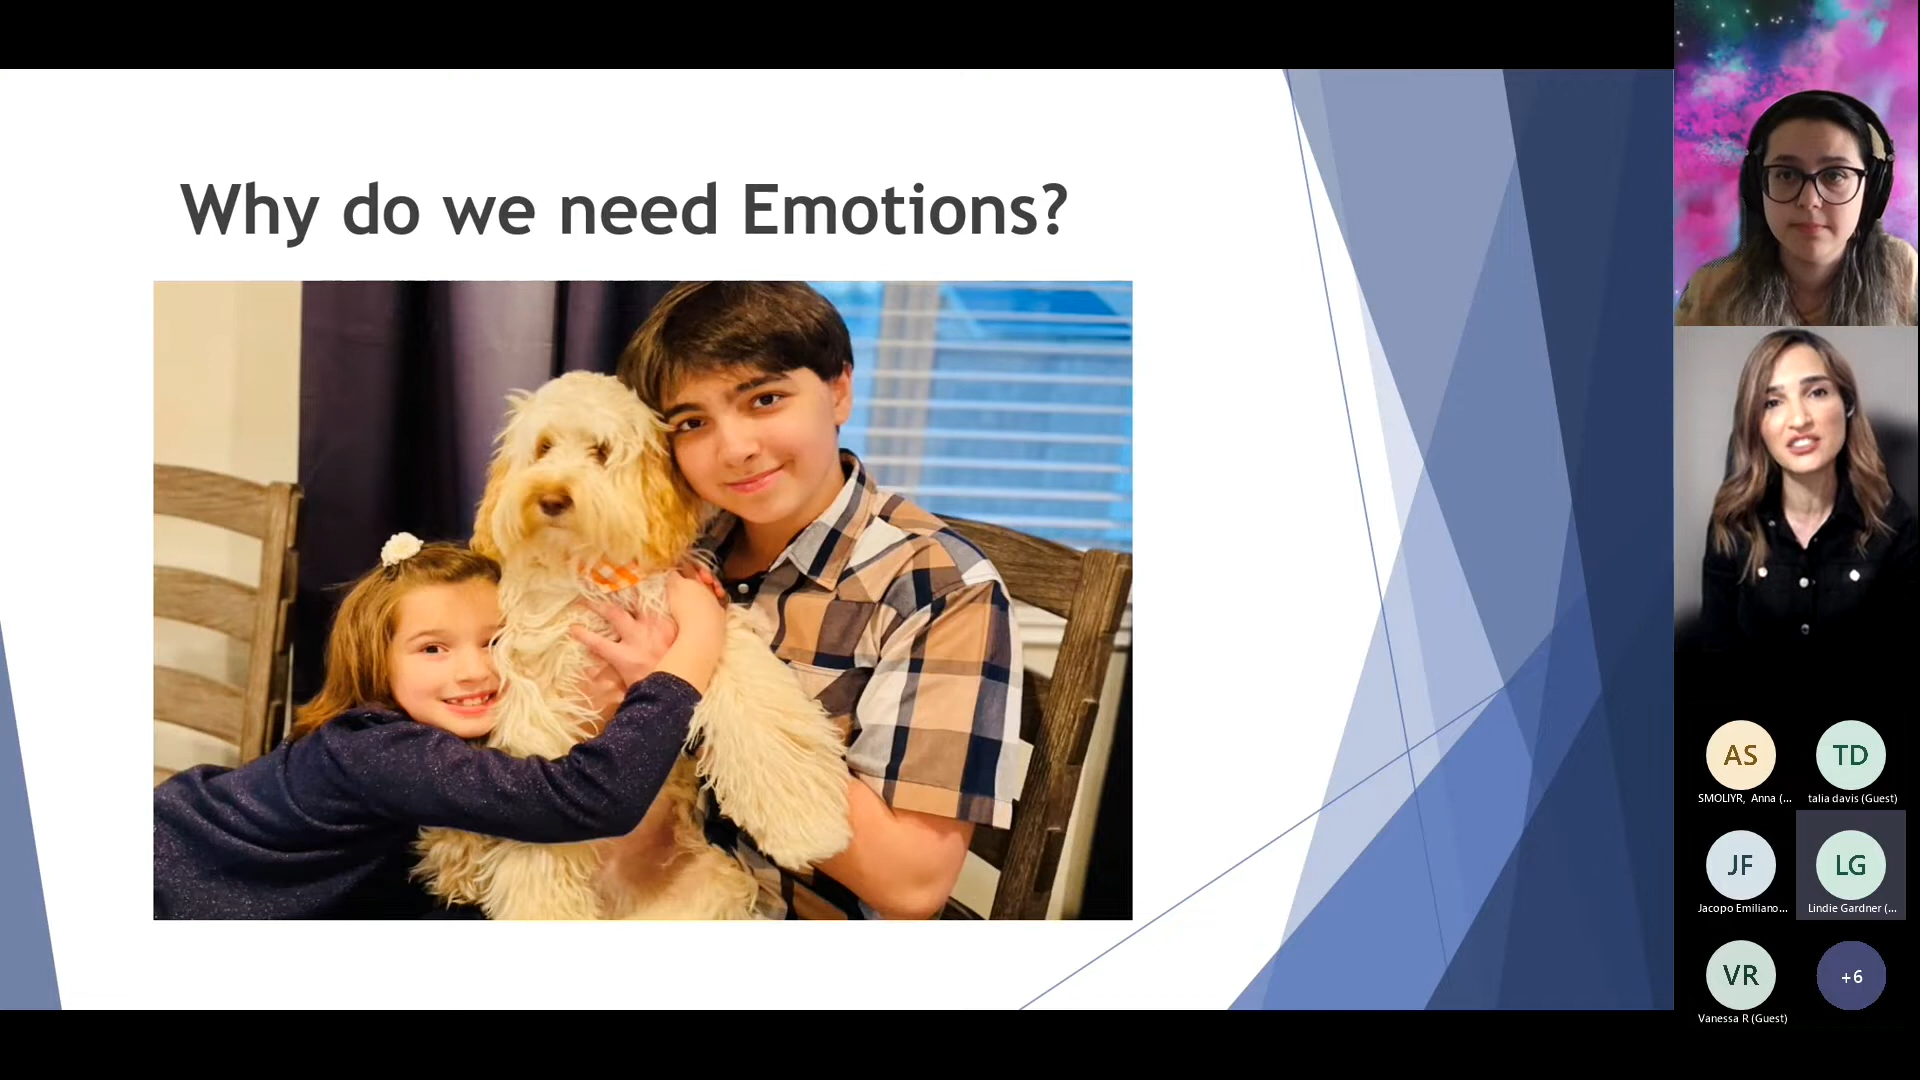 Why do we need Emotions?
AS
TD
SMOLIYR, Anna (...
talia davis (Guest)
JF
LG
Jacopo Emiliano...
Lindie Gardner (...
VR
+6
Vanessa R (Guest)